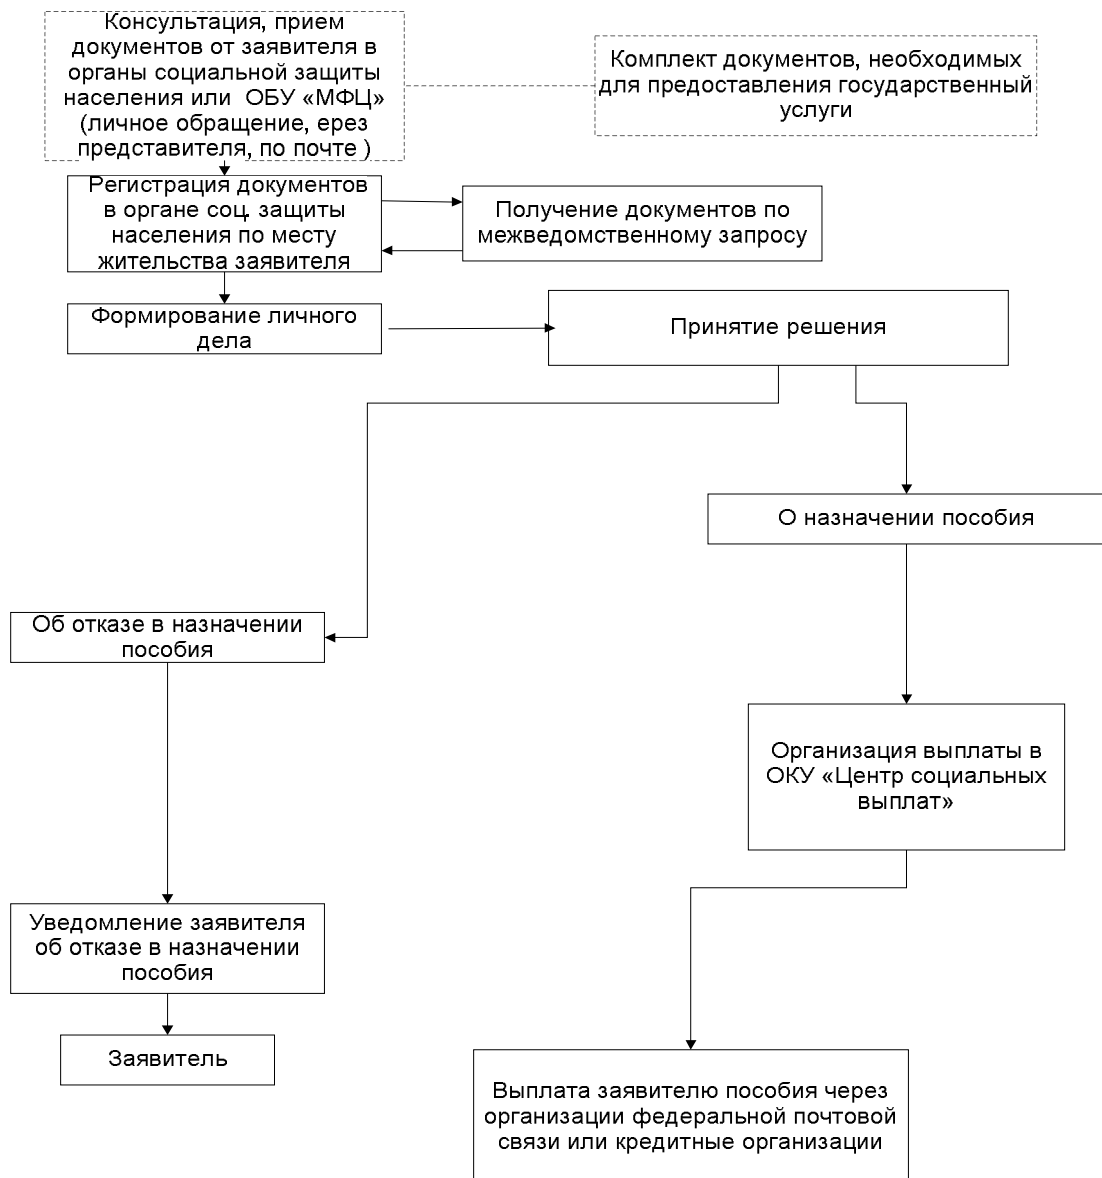 Консультация, прием
документов от заявителя в
органы социальной защиты
населения или ОБУ «МФЦ»
(личное обращение, ерез
представителя, по почте )
Комплект документов, необходимых
для предоставления государственный
услуги
Регистрация документов
в органе соц. защиты
населения по месту
жительства заявителя
Получение документов по
межведомственному запросу
Формирование личного
дела
Принятие решения
О назначении пособия
Об отказе в назначении
пособия
Организация выплаты в
ОКУ «Центр социальных
выплат»
Уведомление заявителя
об отказе в назначении
пособия
Заявитель
Выплата заявителю пособия через
организации федеральной почтовой
связи или кредитные организации